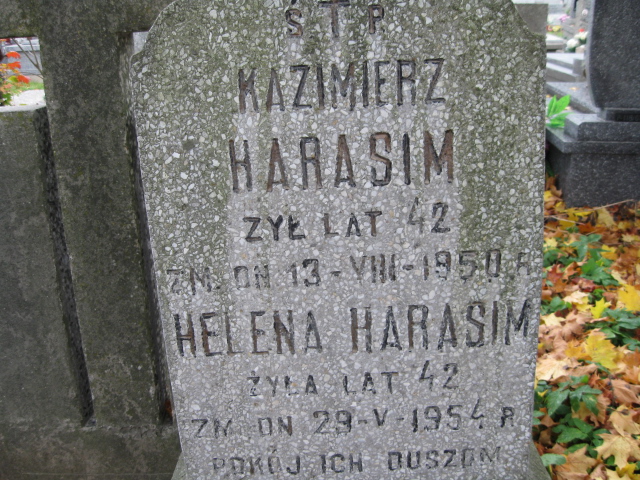 Ś † P
KAZIMIERZ
HARASIM
ŻYŁ LAT 42
ZM. DN 13-VIII-1950 R
HELENA HARASIM
ŻYŁA LAT 42
ZM. DN 29-V-1954 R
POKÓJ ICH DUSZOM